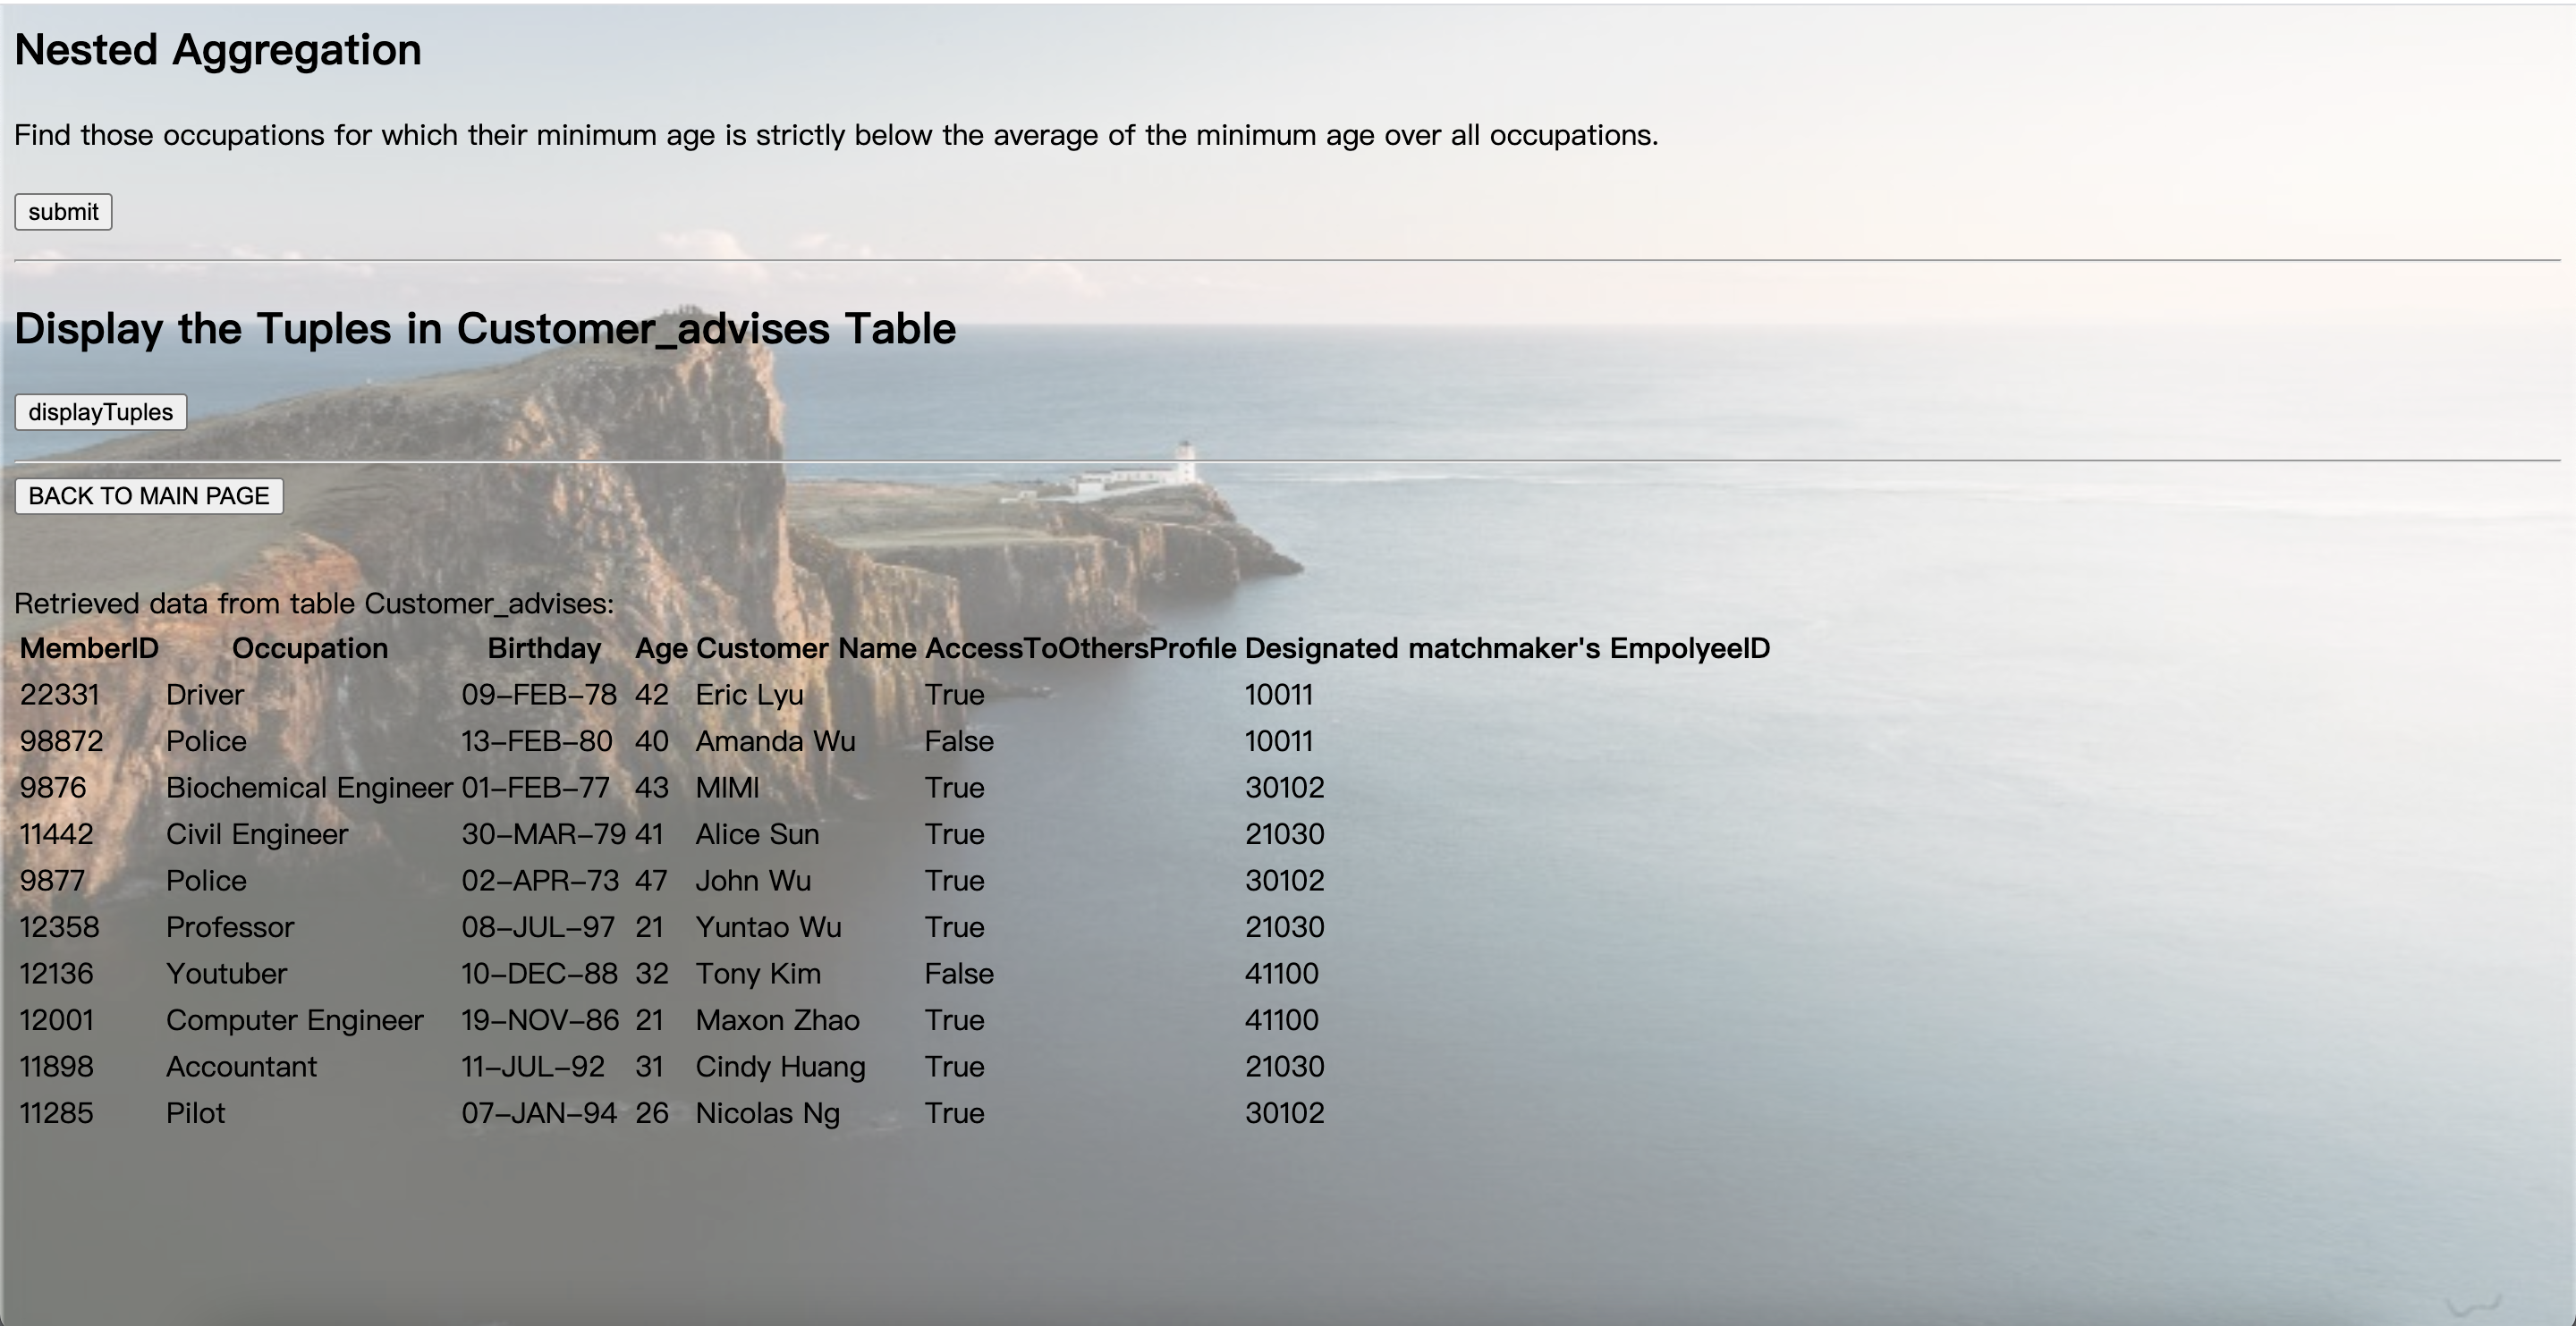 Nested Aggregation
Find those occupations for which their minimum age is strictly below the average of the minimum age over all occupations.
submit
Display the Tuples in Customer_advises Table
displayTuples
BACK TO MAIN PAGE
Retrieved data from table Customer_advises:
MemberID Occupation Birthday Age Customer Name AccessToOthersProfile Designated matchmaker's EmpolyeeID
22331 Driver 09-FEB-78 42 Eric Lyu True 10011
98872 Police 13-FEB-80 40 Amanda Wu False 10011
9876 Biochemical Engineer 01-FEB-77 43 MIMI True 30102
11442 Civil Engineer 30-MAR-79 41 Alice Sun True 21030
9877 Police 02-APR-73 47 John Wu True 30102
12358 Professor 08-JUL-97 21 Yuntao Wu True 21030
12136 Youtuber 10-DEC-88 32 Tony Kim False 41100
12001 Computer Engineer 19-NOV-86 21 Maxon Zhao True 41100
11898 Accountant 11-JUL-92 31 Cindy Huang True 21030
11285 Pilot 07-JAN-94 26 Nicolas Ng True 30102